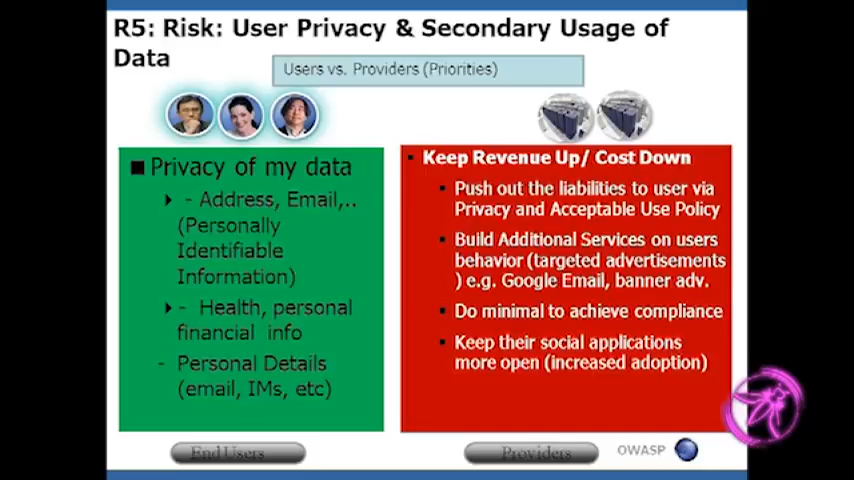 R5: Risk: User Privacy & Secondary Usage of
Data
Users vs. Providers (Priorities)
Privacy of my data
- Address, Email,..
(Personally
Identifiable
Information)
- Health, personal
financial info
- Personal Details
(email, IMs, etc)
Keep Revenue Up/ Cost Down
Push out the liabilities to user via
Privacy and Acceptable Use Policy
Build Additional Services on users
behavior (targeted advertisements
) e.g. Google Email, banner adv.
Do minimal to achieve compliance
Keep their social applications
more open (increased adoption)
End Users
Providers
OWASP